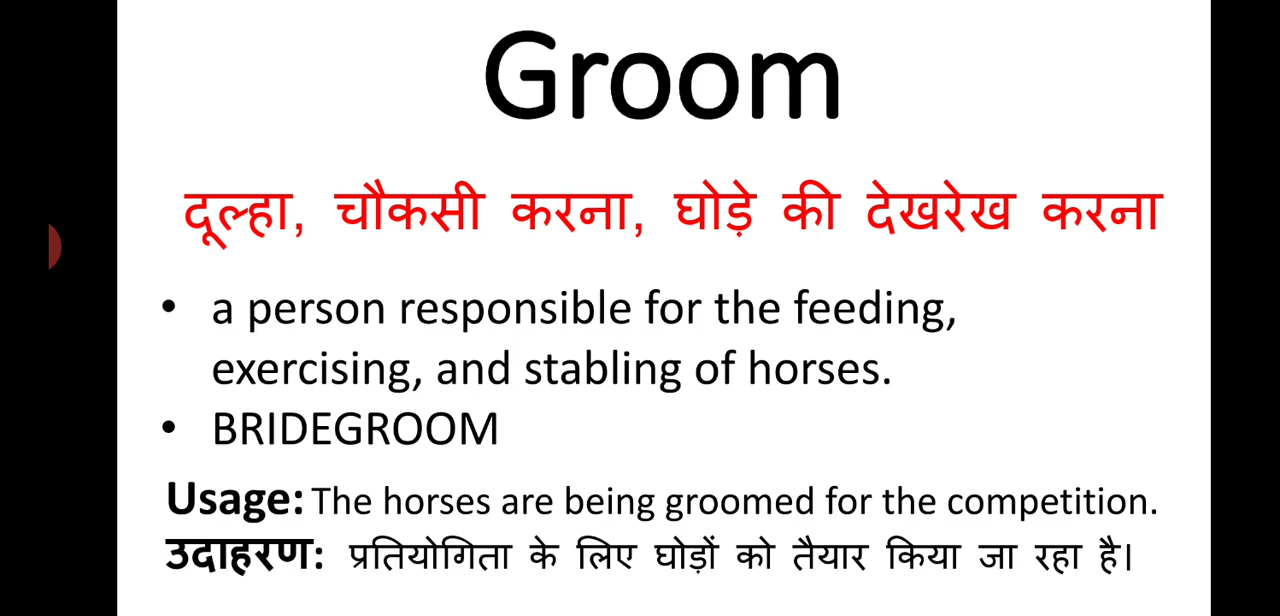 Groom
दूल्हा, चौकसी करना, घोड़े की देखरेख करना
• a person responsible for the feeding,
exercising, and stabling of horses.
• BRIDEGROOM
Usage: The horses are being groomed for the competition.
उदाहरण: प्रतियोगिता के लिए घोड़ों को तैयार किया जा रहा है।